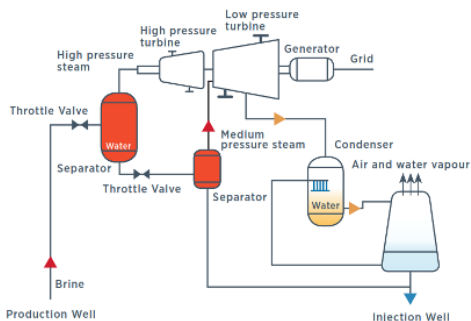 Low pressure
turbine
High pressure
turbine
Generator
High pressure
steam
Grid
Throttle Valve
Water
Medium
pressure steam
Condenser
Air and water vapour
Separator
Throttle Valve
Separator
Water
Brine
Production Well
Injection Well